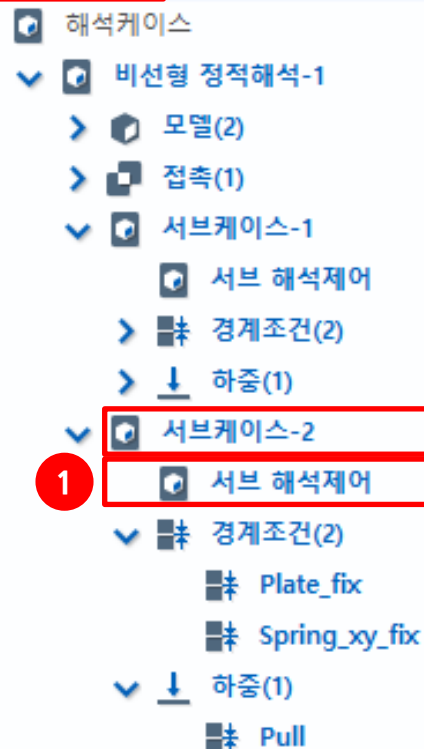 해석케이스
비선형 정적해석-1
모델(2)
접촉(1)
서브케이스-1
서브 해석제어
경계조건(2)
하중(1)
서브케이스-2
1 서브 해석제어
경계조건(2)
Plate_fix
Spring_xy_fix
하중(1)
Pull